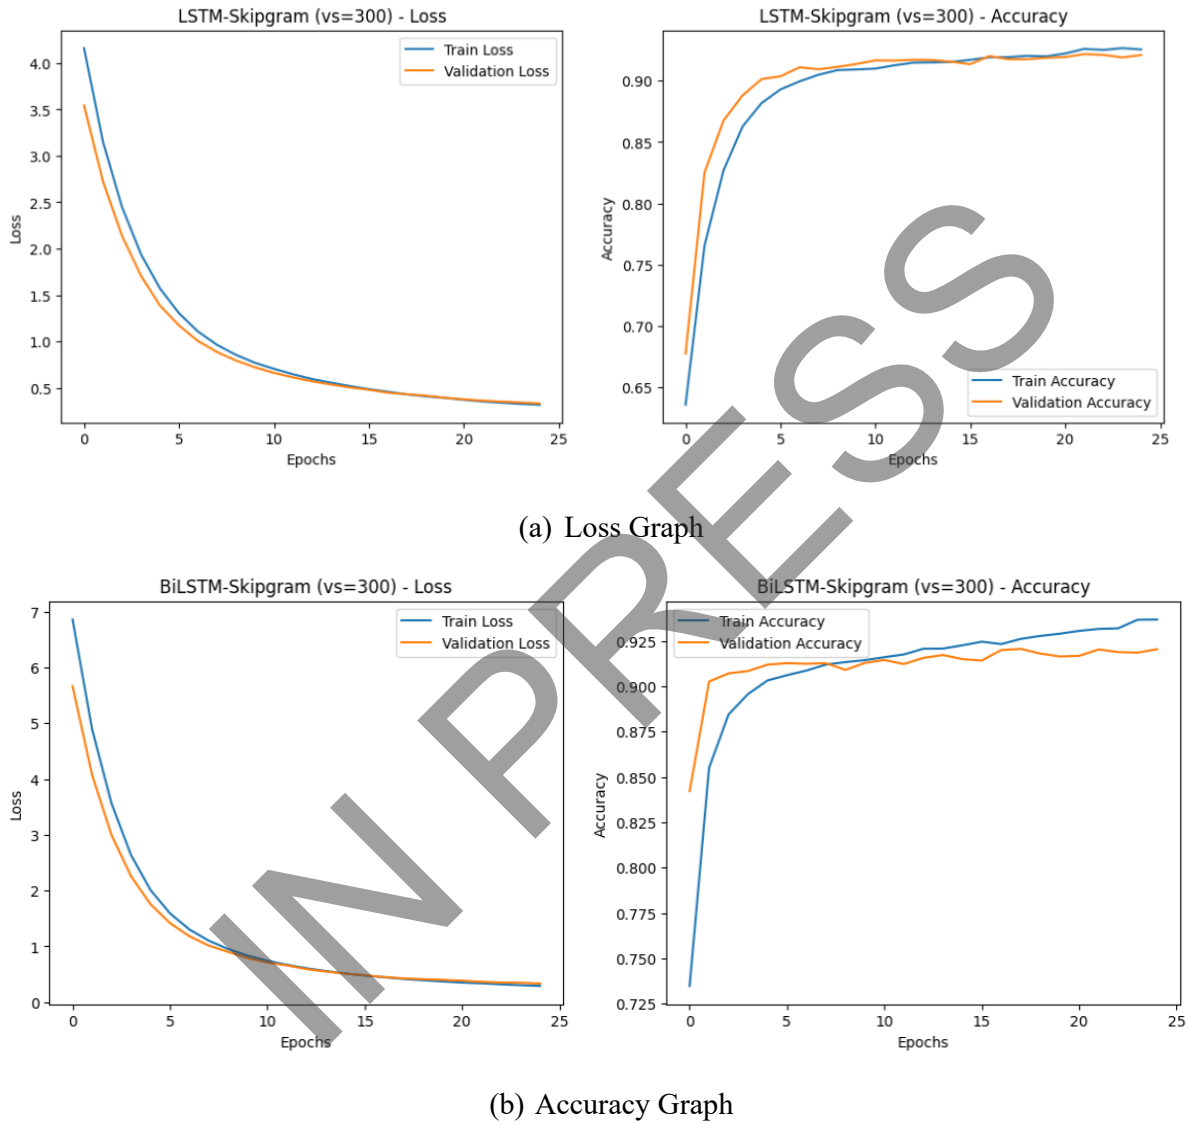 LSTM-Skipgram (vs=300) - Loss
Train Loss
Validation Loss
4.0
3.5
3.0
2.5
2.0
1.5
1.0
0.5
Loss
0 5 10 15 20 25
Epochs
LSTM-Skipgram (vs=300) - Accuracy
0.90
0.85
0.80
0.75
0.70
0.65
Accuracy
Train Accuracy
Validation Accuracy
0 5 10 15 20 25
Epochs
(a) Loss Graph
BiLSTM-Skipgram (vs=300) - Loss
Train Loss
Validation Loss
7
6
5
4
3
2
1
0
Loss
0 5 10 15 20 25
Epochs
BiLSTM-Skipgram (vs=300) - Accuracy
Train Accuracy
Validation Accuracy
0.925
0.900
0.875
0.850
0.825
0.800
0.775
0.750
0.725
Accuracy
0 5 10 15 20 25
Epochs
(b) Accuracy Graph
IN PRESS